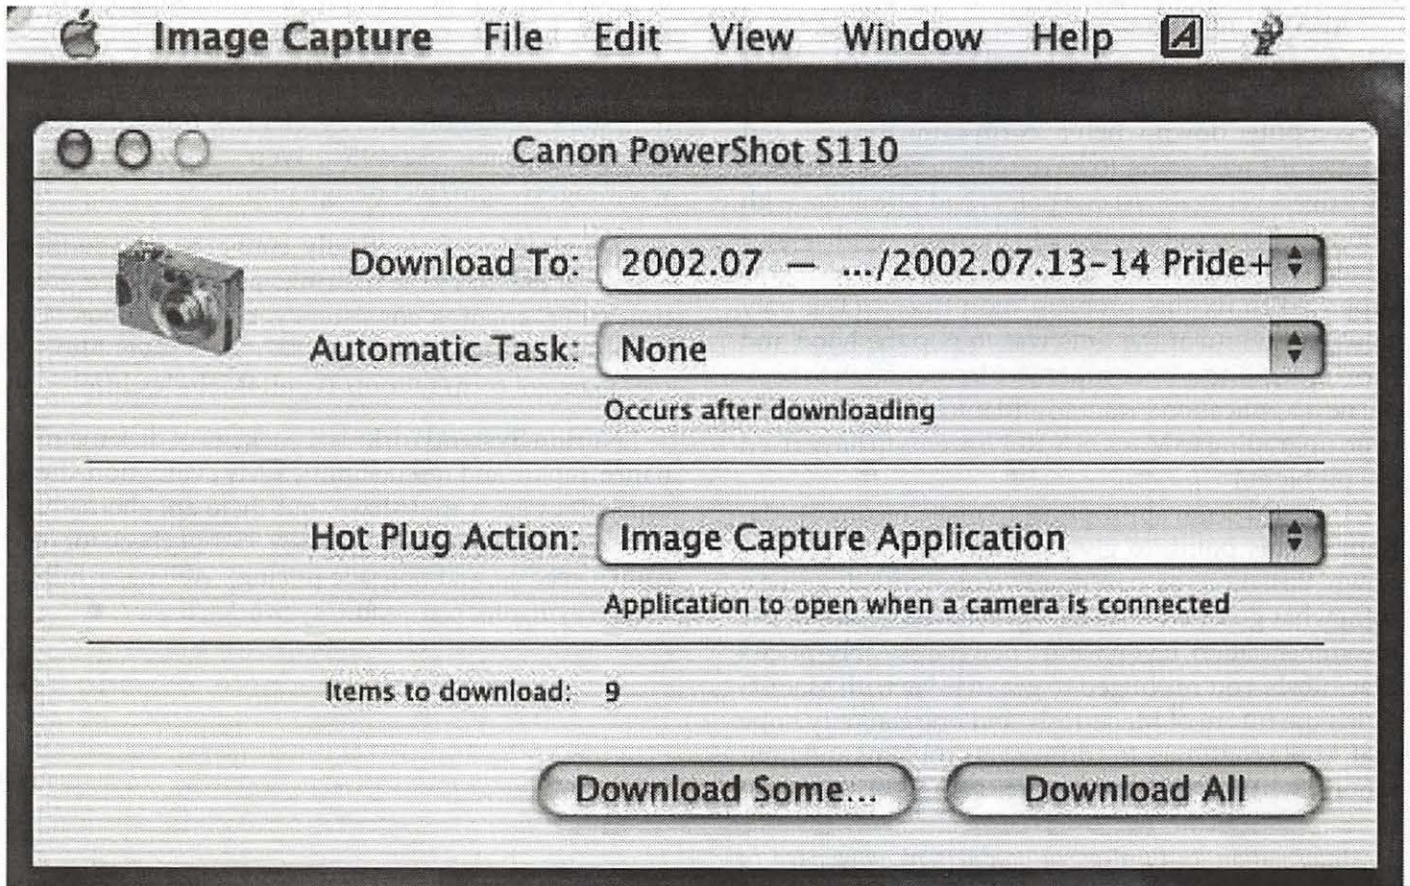 Image Capture File Edit View Window Help
Canon PowerShot S110
Download To: 2002.07 — .../2002.07.13-14 Pride+
Automatic Task: None
Occurs after downloading
Hot Plug Action: Image Capture Application
Application to open when a camera is connected
Items to download: 9
Download Some... Download All